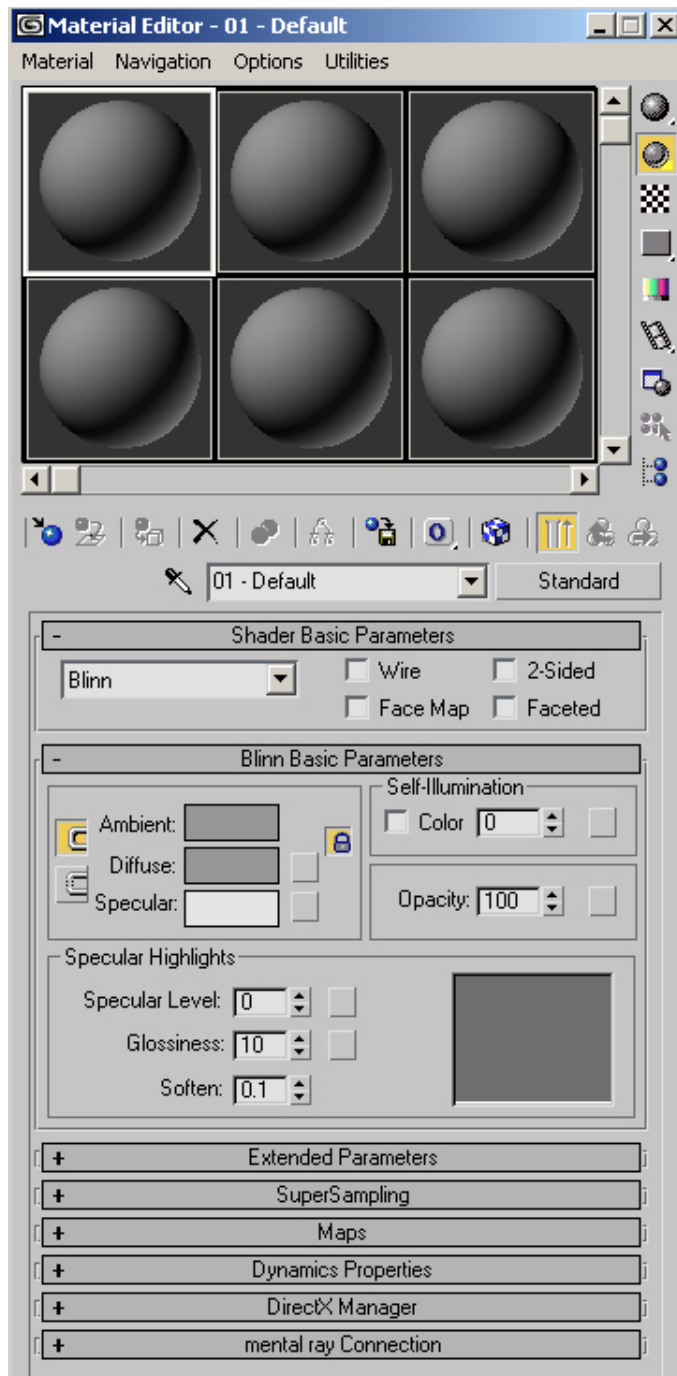 Material Editor - 01 - Default
Material Navigation Options Utilities
01 - Default Standard
- Shader Basic Parameters
Blinn Wire 2-Sided
Face Map Faceted
- Blinn Basic Parameters
Self-Illumination
Ambient: Color 0
Diffuse:
Specular: Opacity: 100
Specular Highlights
Specular Level: 0
Glossiness: 10
Soften: 0.1
+ Extended Parameters
+ SuperSampling
+ Maps
+ Dynamics Properties
+ DirectX Manager
+ mental ray Connection